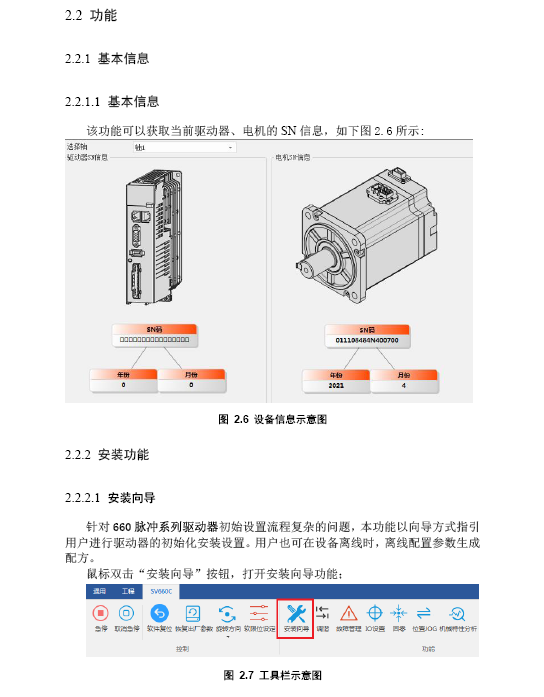 2.2 功能
2.2.1 基本信息
2.2.1.1 基本信息
该功能可以获取当前驱动器、电机的 SN 信息，如下图 2.6 所示：
选择轴 轴1
驱动器SN信息 电机SN信息
SN码 SN码
011108484N400700
年份 月份 年份 月份
0 0 2021 4
图 2.6 设备信息示意图
2.2.2 安装功能
2.2.2.1 安装向导
针对 660 脉冲系列驱动器初始设置流程复杂的问题，本功能以向导方式指引
用户进行驱动器的初始化安装设置。用户也可在设备离线时，离线配置参数生成
配方。
鼠标双击“安装向导”按钮，打开安装向导功能；
通用 工程 SV660C
急停 取消急停 软件复位 恢复出厂参数 旋转方向 软限位设定 安装向导 调零 故障管理 IO设置 回零 位置JOG 机械特性分析
控制 功能
图 2.7 工具栏示意图